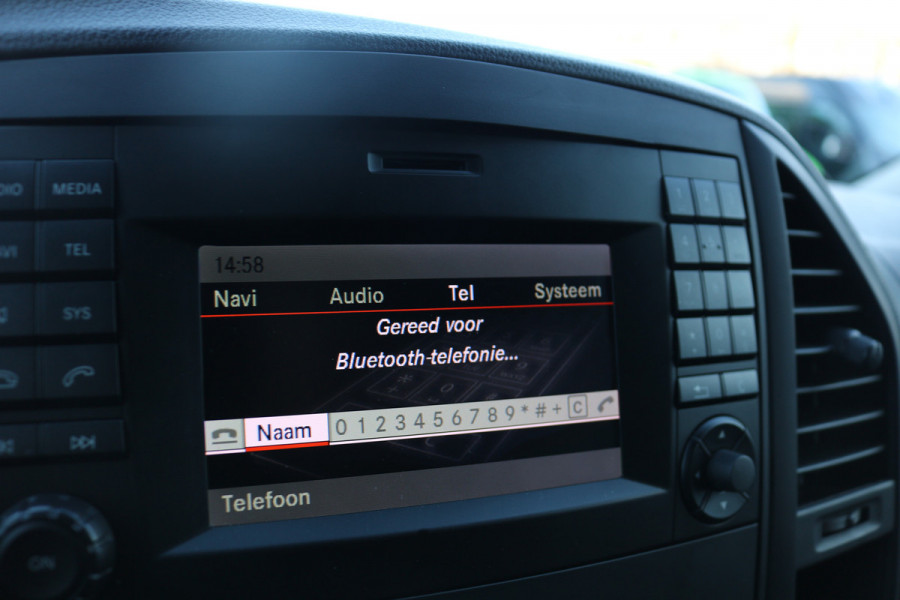 MEDIA
TEL
SYS
ON
14:58
Navi Audio Tel Systeem
Gereed voor
Bluetooth-telefonie...
Naam 0 1 2 3 4 5 6 7 8 9 * # + C
Telefoon